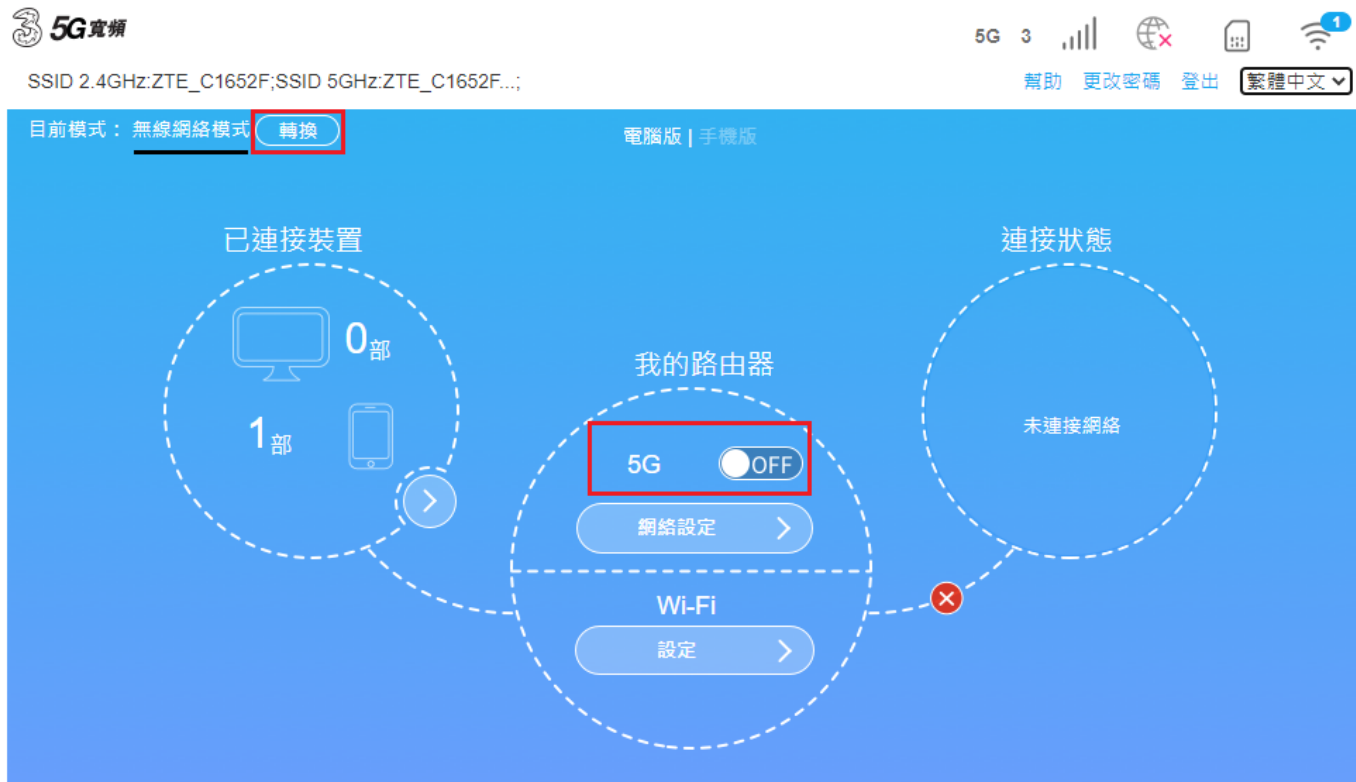 3 5G寬頻
5G 3 1
SSID 2.4GHz:ZTE_C1652F;SSID 5GHz:ZTE_C1652F...;
幫助 更改密碼 登出 繁體中文
目前模式： 無線網絡模式 轉換
電腦版 | 手機版
已連接裝置
連接狀態
0部
我的路由器
1部
未連接網絡
5G OFF
網絡設定
Wi-Fi
設定